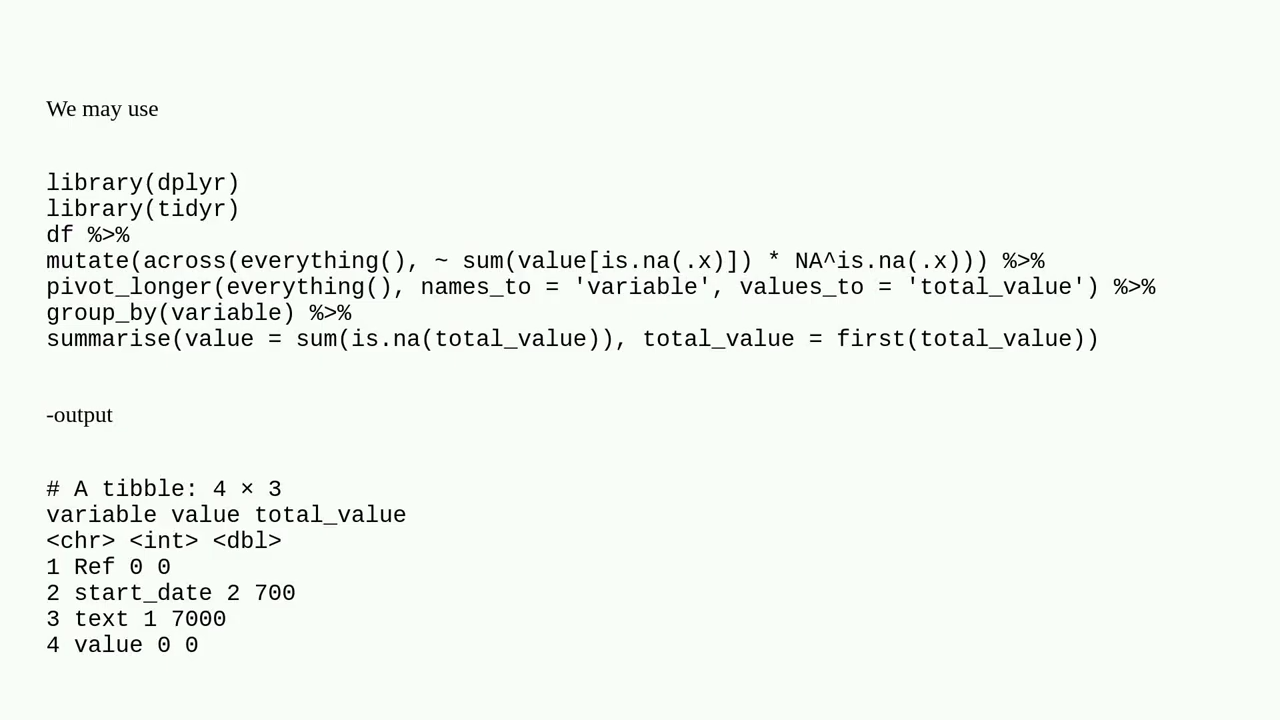 We may use
library(dplyr)
library(tidyr)
df %>%
mutate(across(everything(), ~ sum(value[is.na(.x)]) * NA^is.na(.x))) %>%
pivot_longer(everything(), names_to = 'variable', values_to = 'total_value') %>%
group_by(variable) %>%
summarise(value = sum(is.na(total_value)), total_value = first(total_value))
-output
# A tibble: 4 × 3
variable value total_value
<chr> <int> <dbl>
1 Ref 0 0
2 start_date 2 700
3 text 1 7000
4 value 0 0